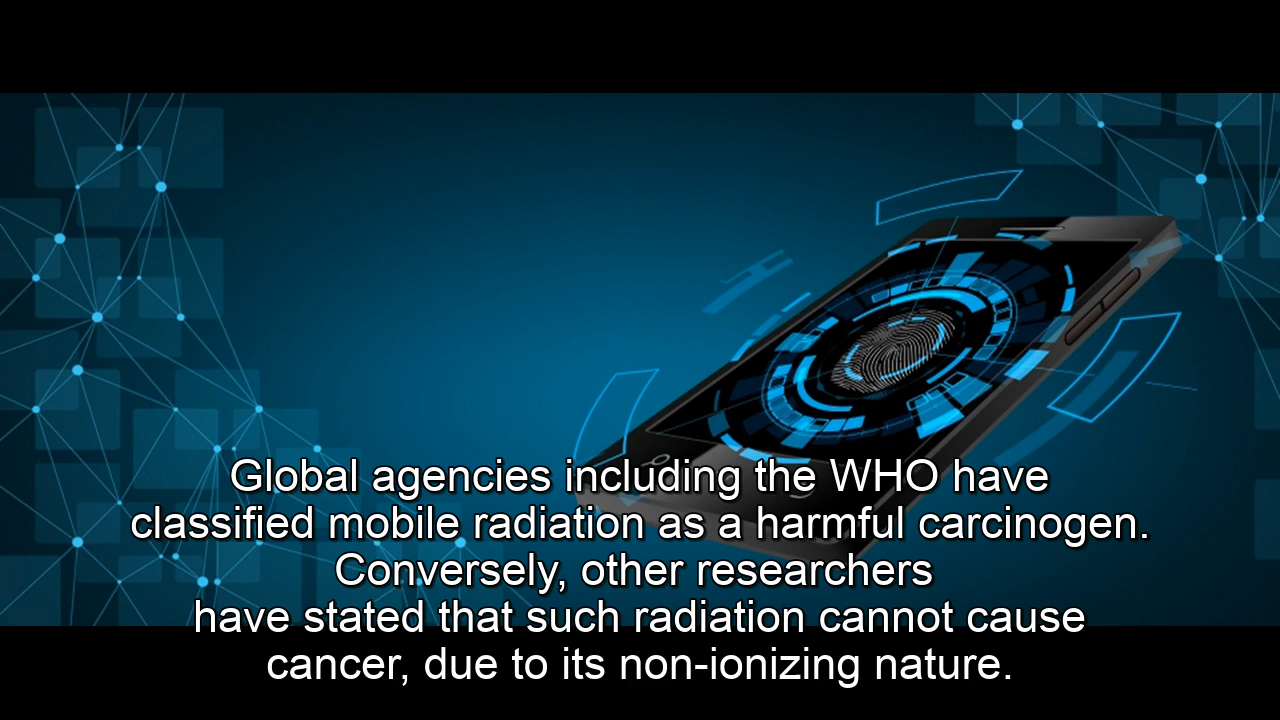 Global agencies including the WHO have
classified mobile radiation as a harmful carcinogen.
Conversely, other researchers
have stated that such radiation cannot cause
cancer, due to its non-ionizing nature.